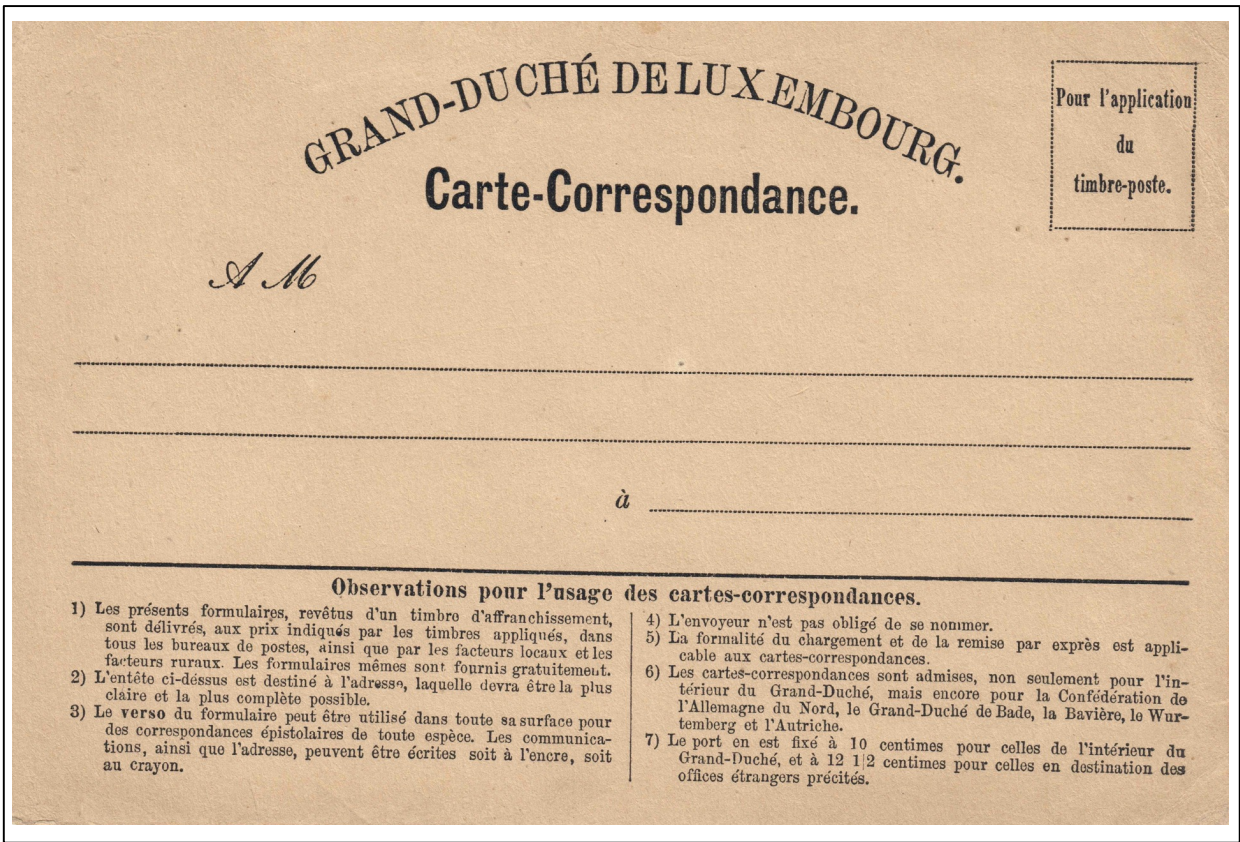 GRAND-DUCHÉ DE LUXEMBOURG.
Carte-Correspondance.
Pour l'application
du
timbre-poste.
A M
à
Observations pour l'usage des cartes-correspondances.
1) Les présents formulaires, revêtus d'un timbre d'affranchissement,
sont délivrés, aux prix indiqués par les timbres appliqués, dans
tous les bureaux de postes, ainsi que par les facteurs locaux et les
facteurs ruraux. Les formulaires mêmes sont fournis gratuitement.
2) L'entête ci-déssus est destiné à l'adresse, laquelle devra être la plus
claire et la plus complète possible.
3) Le verso du formulaire peut être utilisé dans toute sa surface pour
des correspondances épistolaires de toute espèce. Les communica-
tions, ainsi que l'adresse, peuvent être écrites soit à l'encre, soit
au crayon.
4) L'envoyeur n'est pas obligé de se nommer.
5) La formalité du chargement et de la remise par exprès est appli-
cable aux cartes-correspondances.
6) Les cartes-correspondances sont admises, non seulement pour l'in-
térieur du Grand-Duché, mais encore pour la Confédération de
l'Allemagne du Nord, le Grand-Duché de Bade, la Bavière, le Wur-
temberg et l'Autriche.
7) Le port en est fixé à 10 centimes pour celles de l'intérieur du
Grand-Duché, et à 12 1|2 centimes pour celles en destination des
offices étrangers précités.